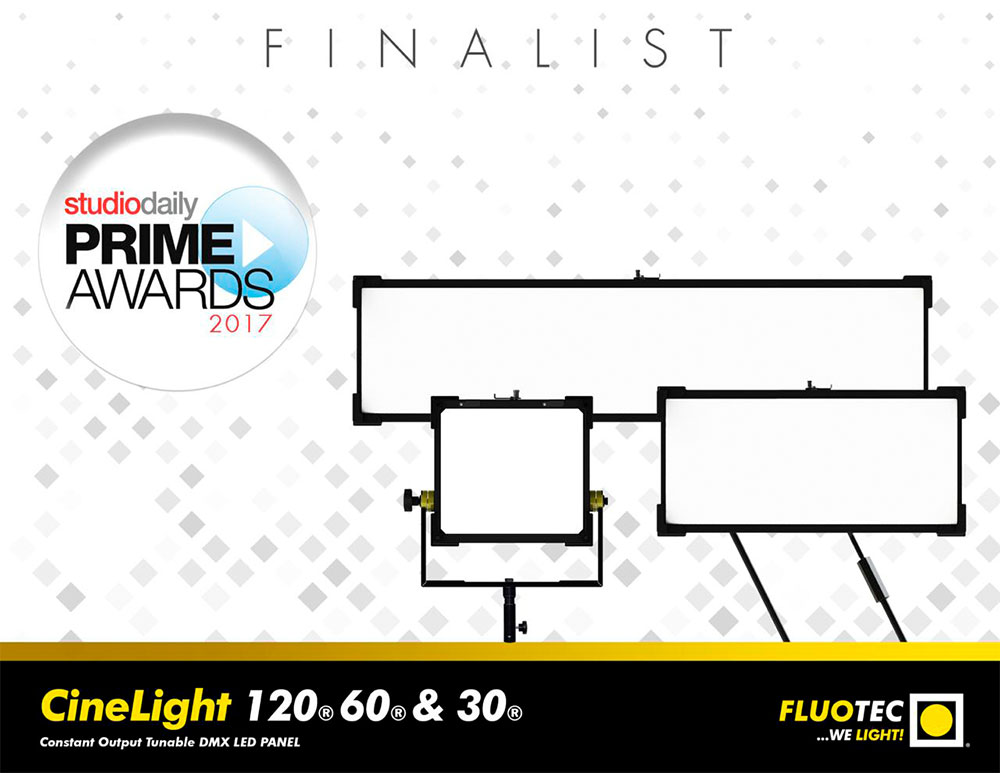 FINALIST
studiodaily
PRIME
AWARDS
2017
CineLight 120® 60® & 30®
Constant Output Tunable DMX LED PANEL
FLUOTEC
...WE LIGHT!
®